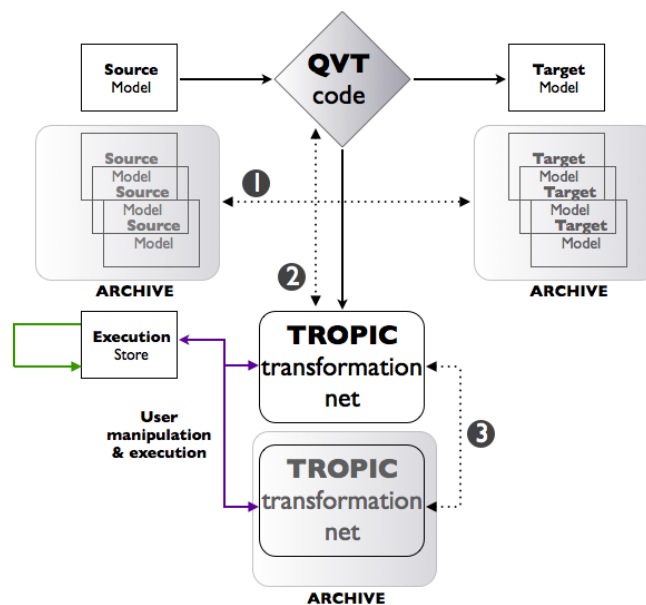 Source
Model
QVT
code
Target
Model
Source
Model
Source
Model
Source
Model
ARCHIVE
1
Target
Model
Target
Model
Target
Model
ARCHIVE
2
Execution
Store
User
manipulation
& execution
TROPIC
transformation
net
3
TROPIC
transformation
net
ARCHIVE